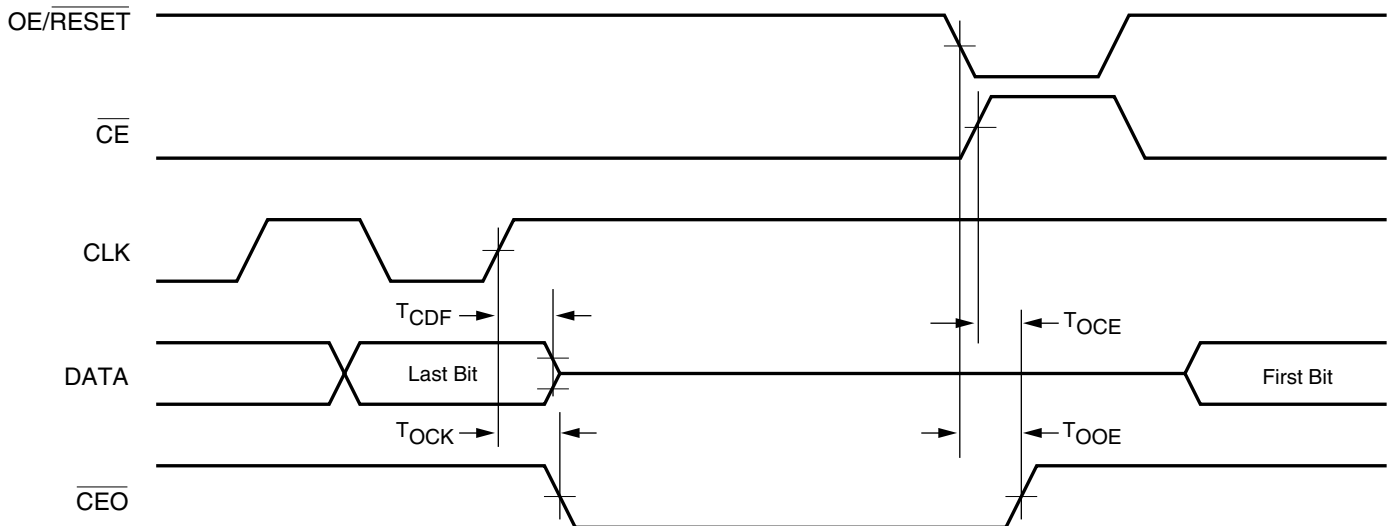 OE/RESET
CE
CLK
TCDF
TOCE
DATA
Last Bit
First Bit
TOCK
TOOE
CEO